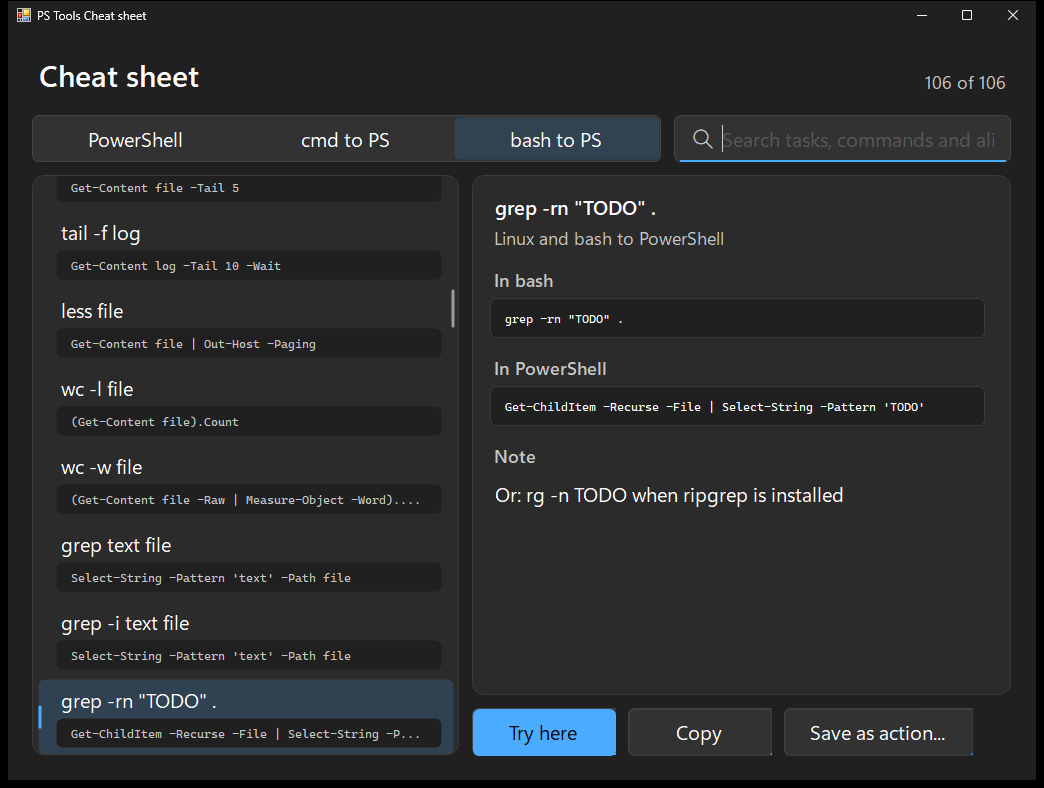 PS Tools Cheat sheet
Cheat sheet
106 of 106
PowerShell
cmd to PS
bash to PS
Search tasks, commands and ali
Get-Content file -Tail 5
tail -f log
Get-Content log -Tail 10 -Wait
less file
Get-Content file | Out-Host -Paging
wc -l file
(Get-Content file).Count
wc -w file
(Get-Content file -Raw | Measure-Object -Word)....
grep text file
Select-String -Pattern 'text' -Path file
grep -i text file
Select-String -Pattern 'text' -Path file
grep -rn "TODO" .
Get-ChildItem -Recurse -File | Select-String -P...
grep -rn "TODO" .
Linux and bash to PowerShell
In bash
grep -rn "TODO" .
In PowerShell
Get-ChildItem -Recurse -File | Select-String -Pattern 'TODO'
Note
Or: rg -n TODO when ripgrep is installed
Try here
Copy
Save as action...